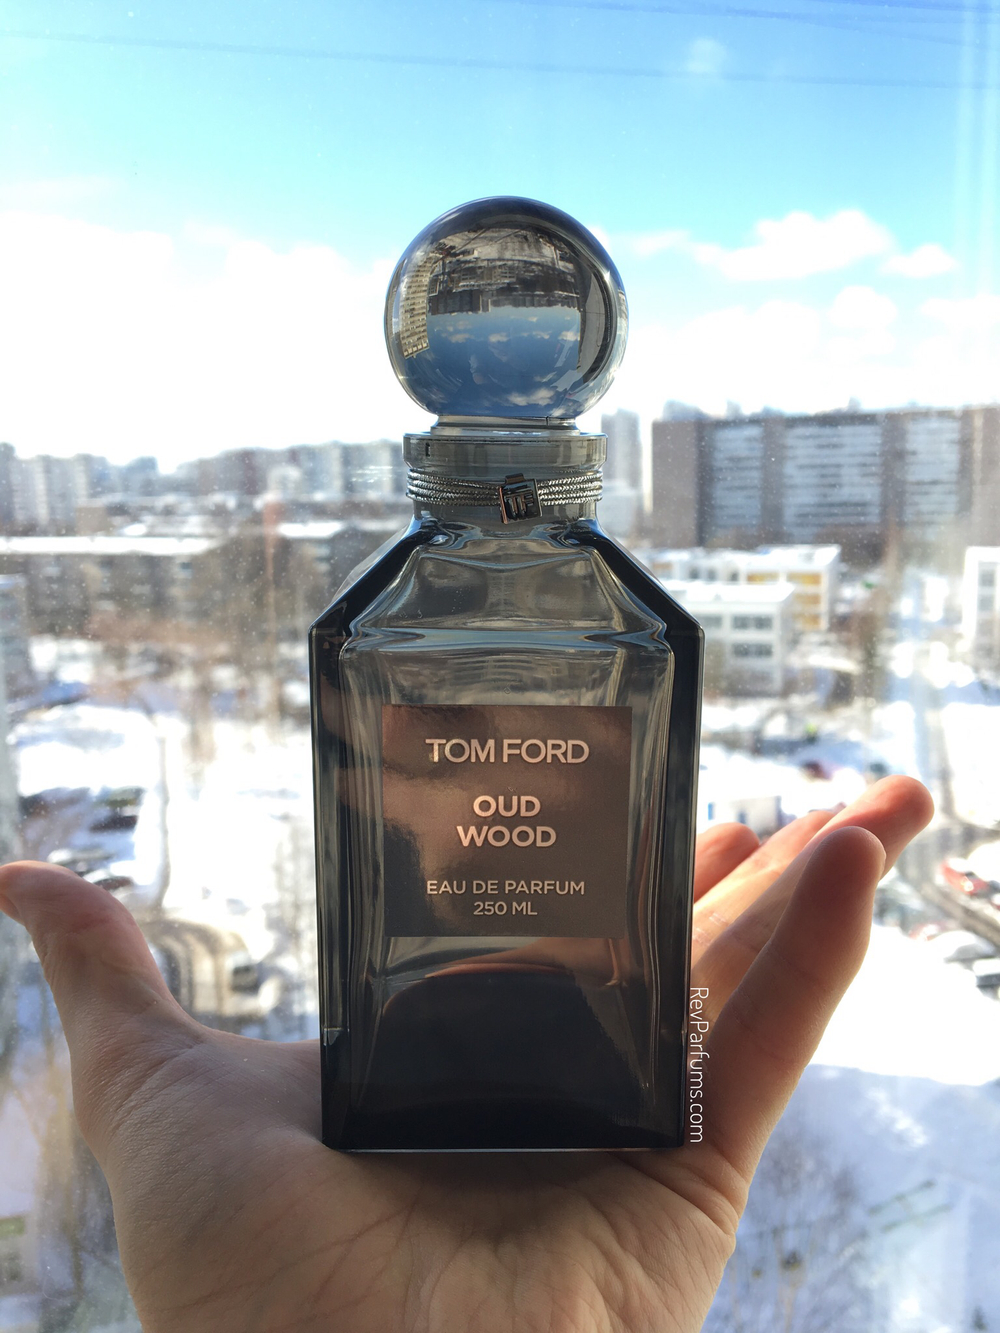 TOM FORD
OUD
WOOD
EAU DE PARFUM
250 ML
RevParfums.com